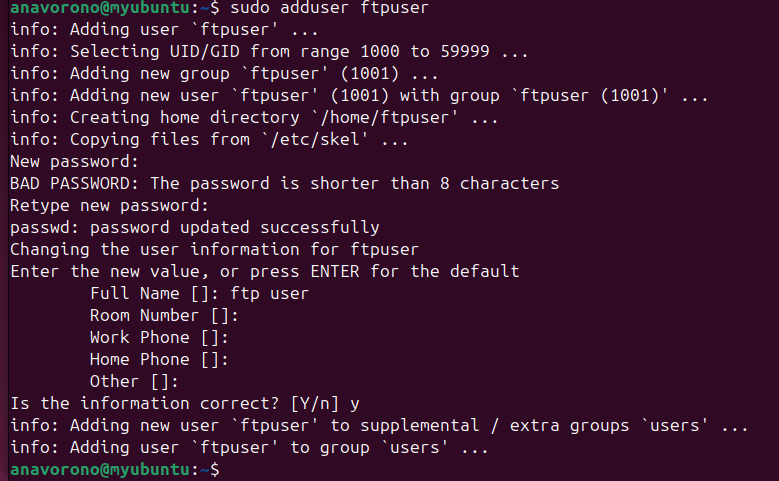 anavorono@myubuntu:~$ sudo adduser ftpuser
info: Adding user `ftpuser' ...
info: Selecting UID/GID from range 1000 to 59999 ...
info: Adding new group `ftpuser' (1001) ...
info: Adding new user `ftpuser' (1001) with group `ftpuser (1001)' ...
info: Creating home directory `/home/ftpuser' ...
info: Copying files from `/etc/skel' ...
New password:
BAD PASSWORD: The password is shorter than 8 characters
Retype new password:
passwd: password updated successfully
Changing the user information for ftpuser
Enter the new value, or press ENTER for the default
        Full Name []: ftp user
        Room Number []:
        Work Phone []:
        Home Phone []:
        Other []:
Is the information correct? [Y/n] y
info: Adding new user `ftpuser' to supplemental / extra groups `users' ...
info: Adding user `ftpuser' to group `users' ...
anavorono@myubuntu:~$